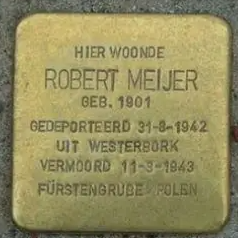 HIER WOONDE
ROBERT MEIJER
GEB. 1901
GEDEPORTEERD 31-8-1942
UIT WESTERBORK
VERMOORD 11-3-1943
FÜRSTENGRUBE POLEN